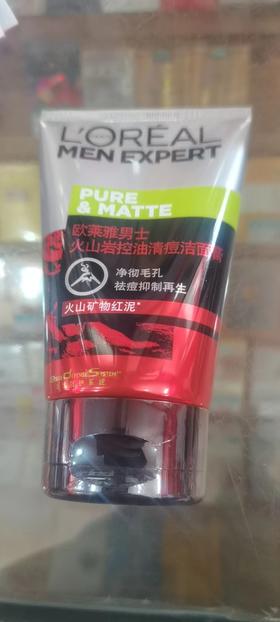 L'ORÉAL
MEN EXPERT
PURE
& MATTE
欧莱雅男士
火山岩控油清痘洁面膏
净彻毛孔
祛痘抑制再生
火山矿物红泥*